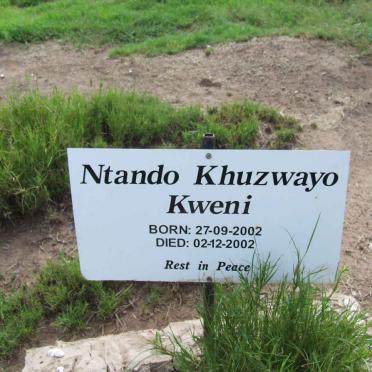 Ntando Khuzwayo
Kweni
BORN: 27-09-2002
DIED: 02-12-2002
Rest in Peace